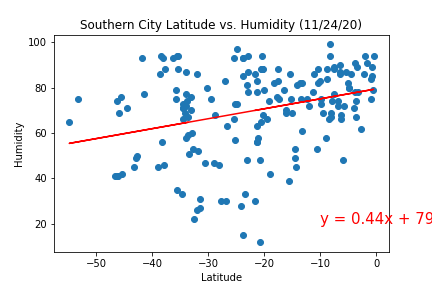 Southern City Latitude vs. Humidity (11/24/20)
100
80
60
40
20
Humidity
y = 0.44x + 79
−50
−40
−30
−20
−10
0
Latitude